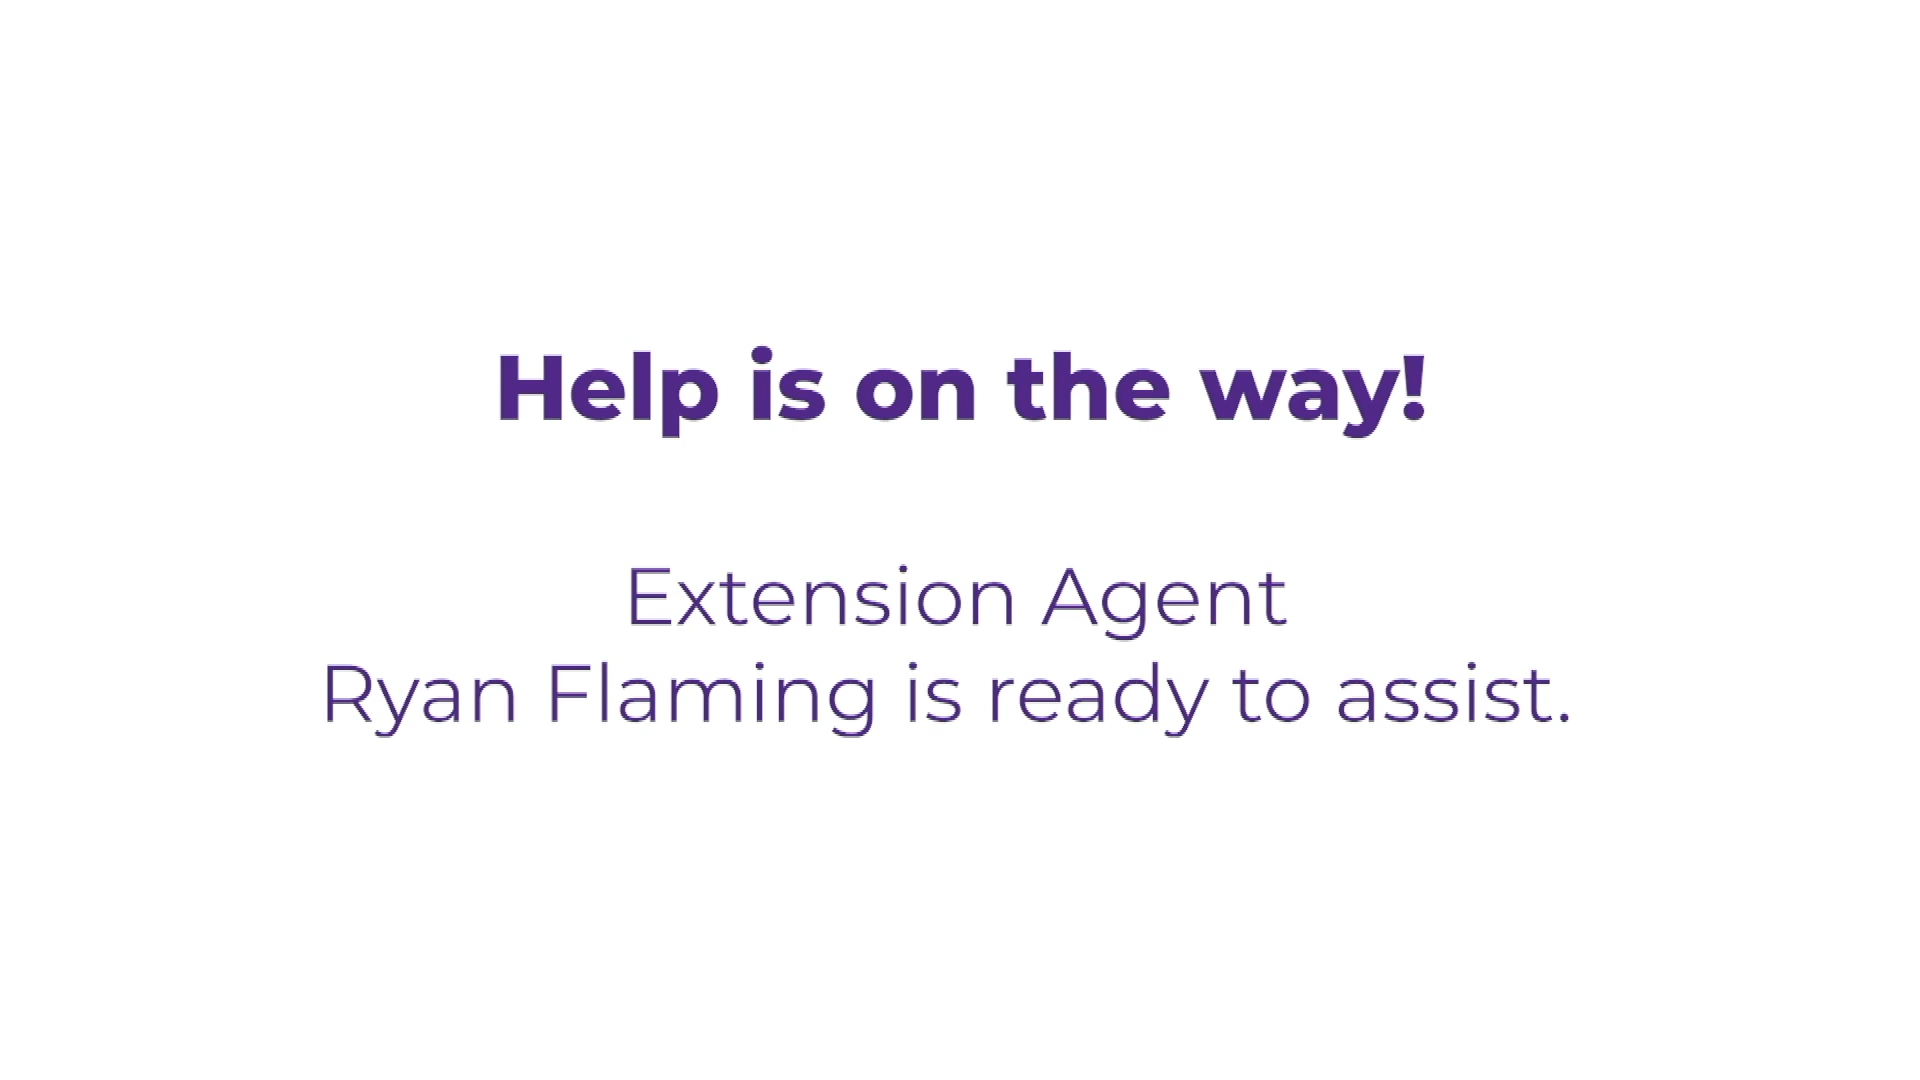 Help is on the way!
Extension Agent
Ryan Flaming is ready to assist.